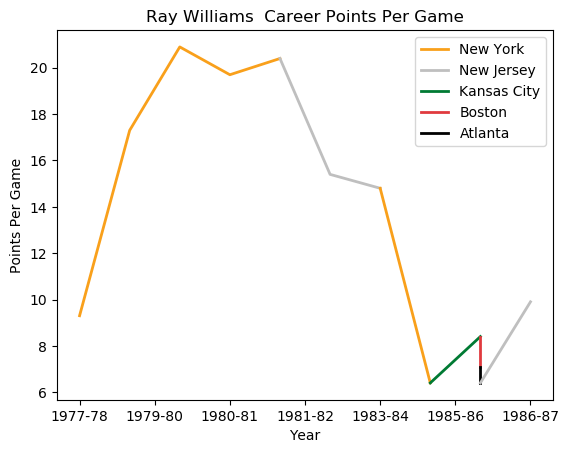 Ray Williams  Career Points Per Game
New York
New Jersey
Kansas City
Boston
Atlanta
Points Per Game
20
18
16
14
12
10
8
6
1977-78
1979-80
1980-81
1981-82
1983-84
1985-86
1986-87
Year